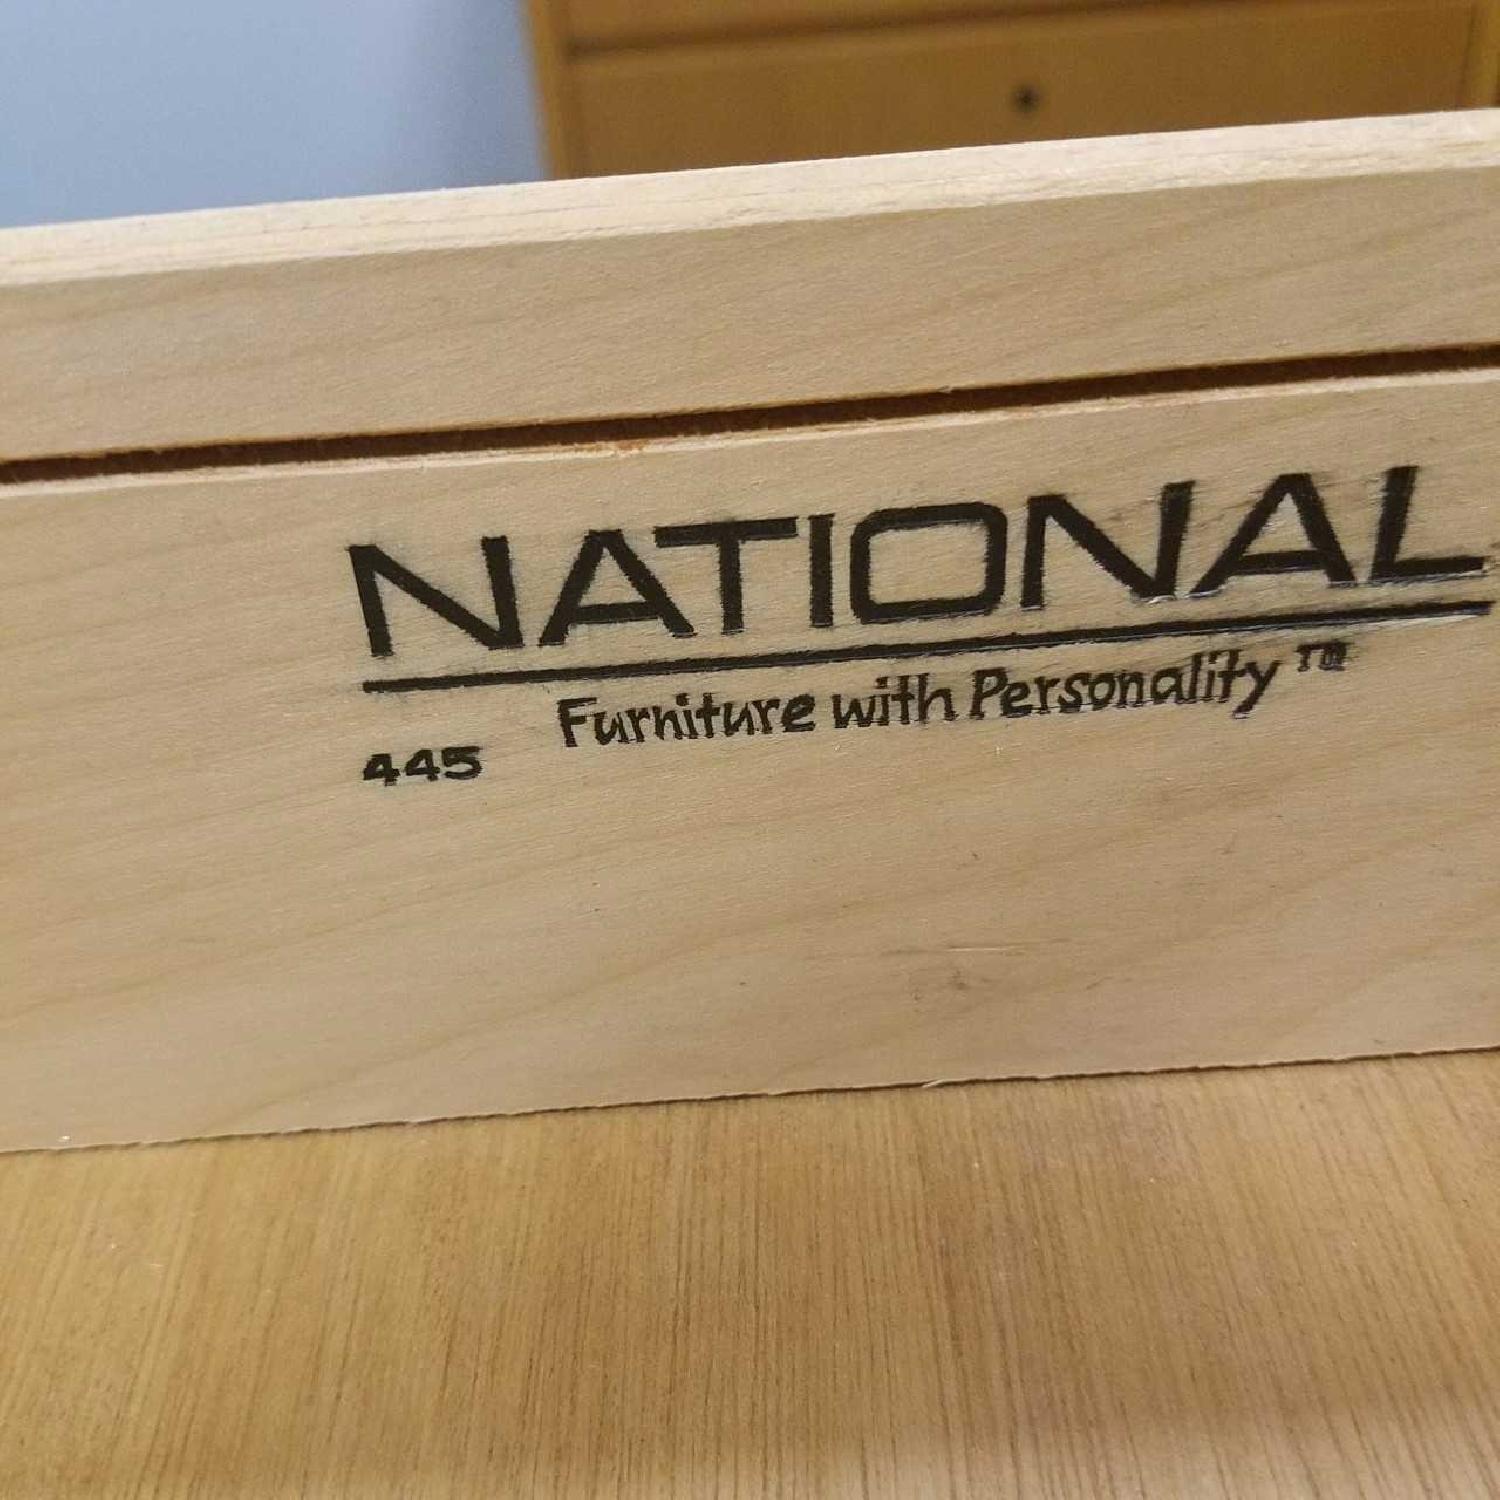 NATIONAL
Furniture with Personality™
445